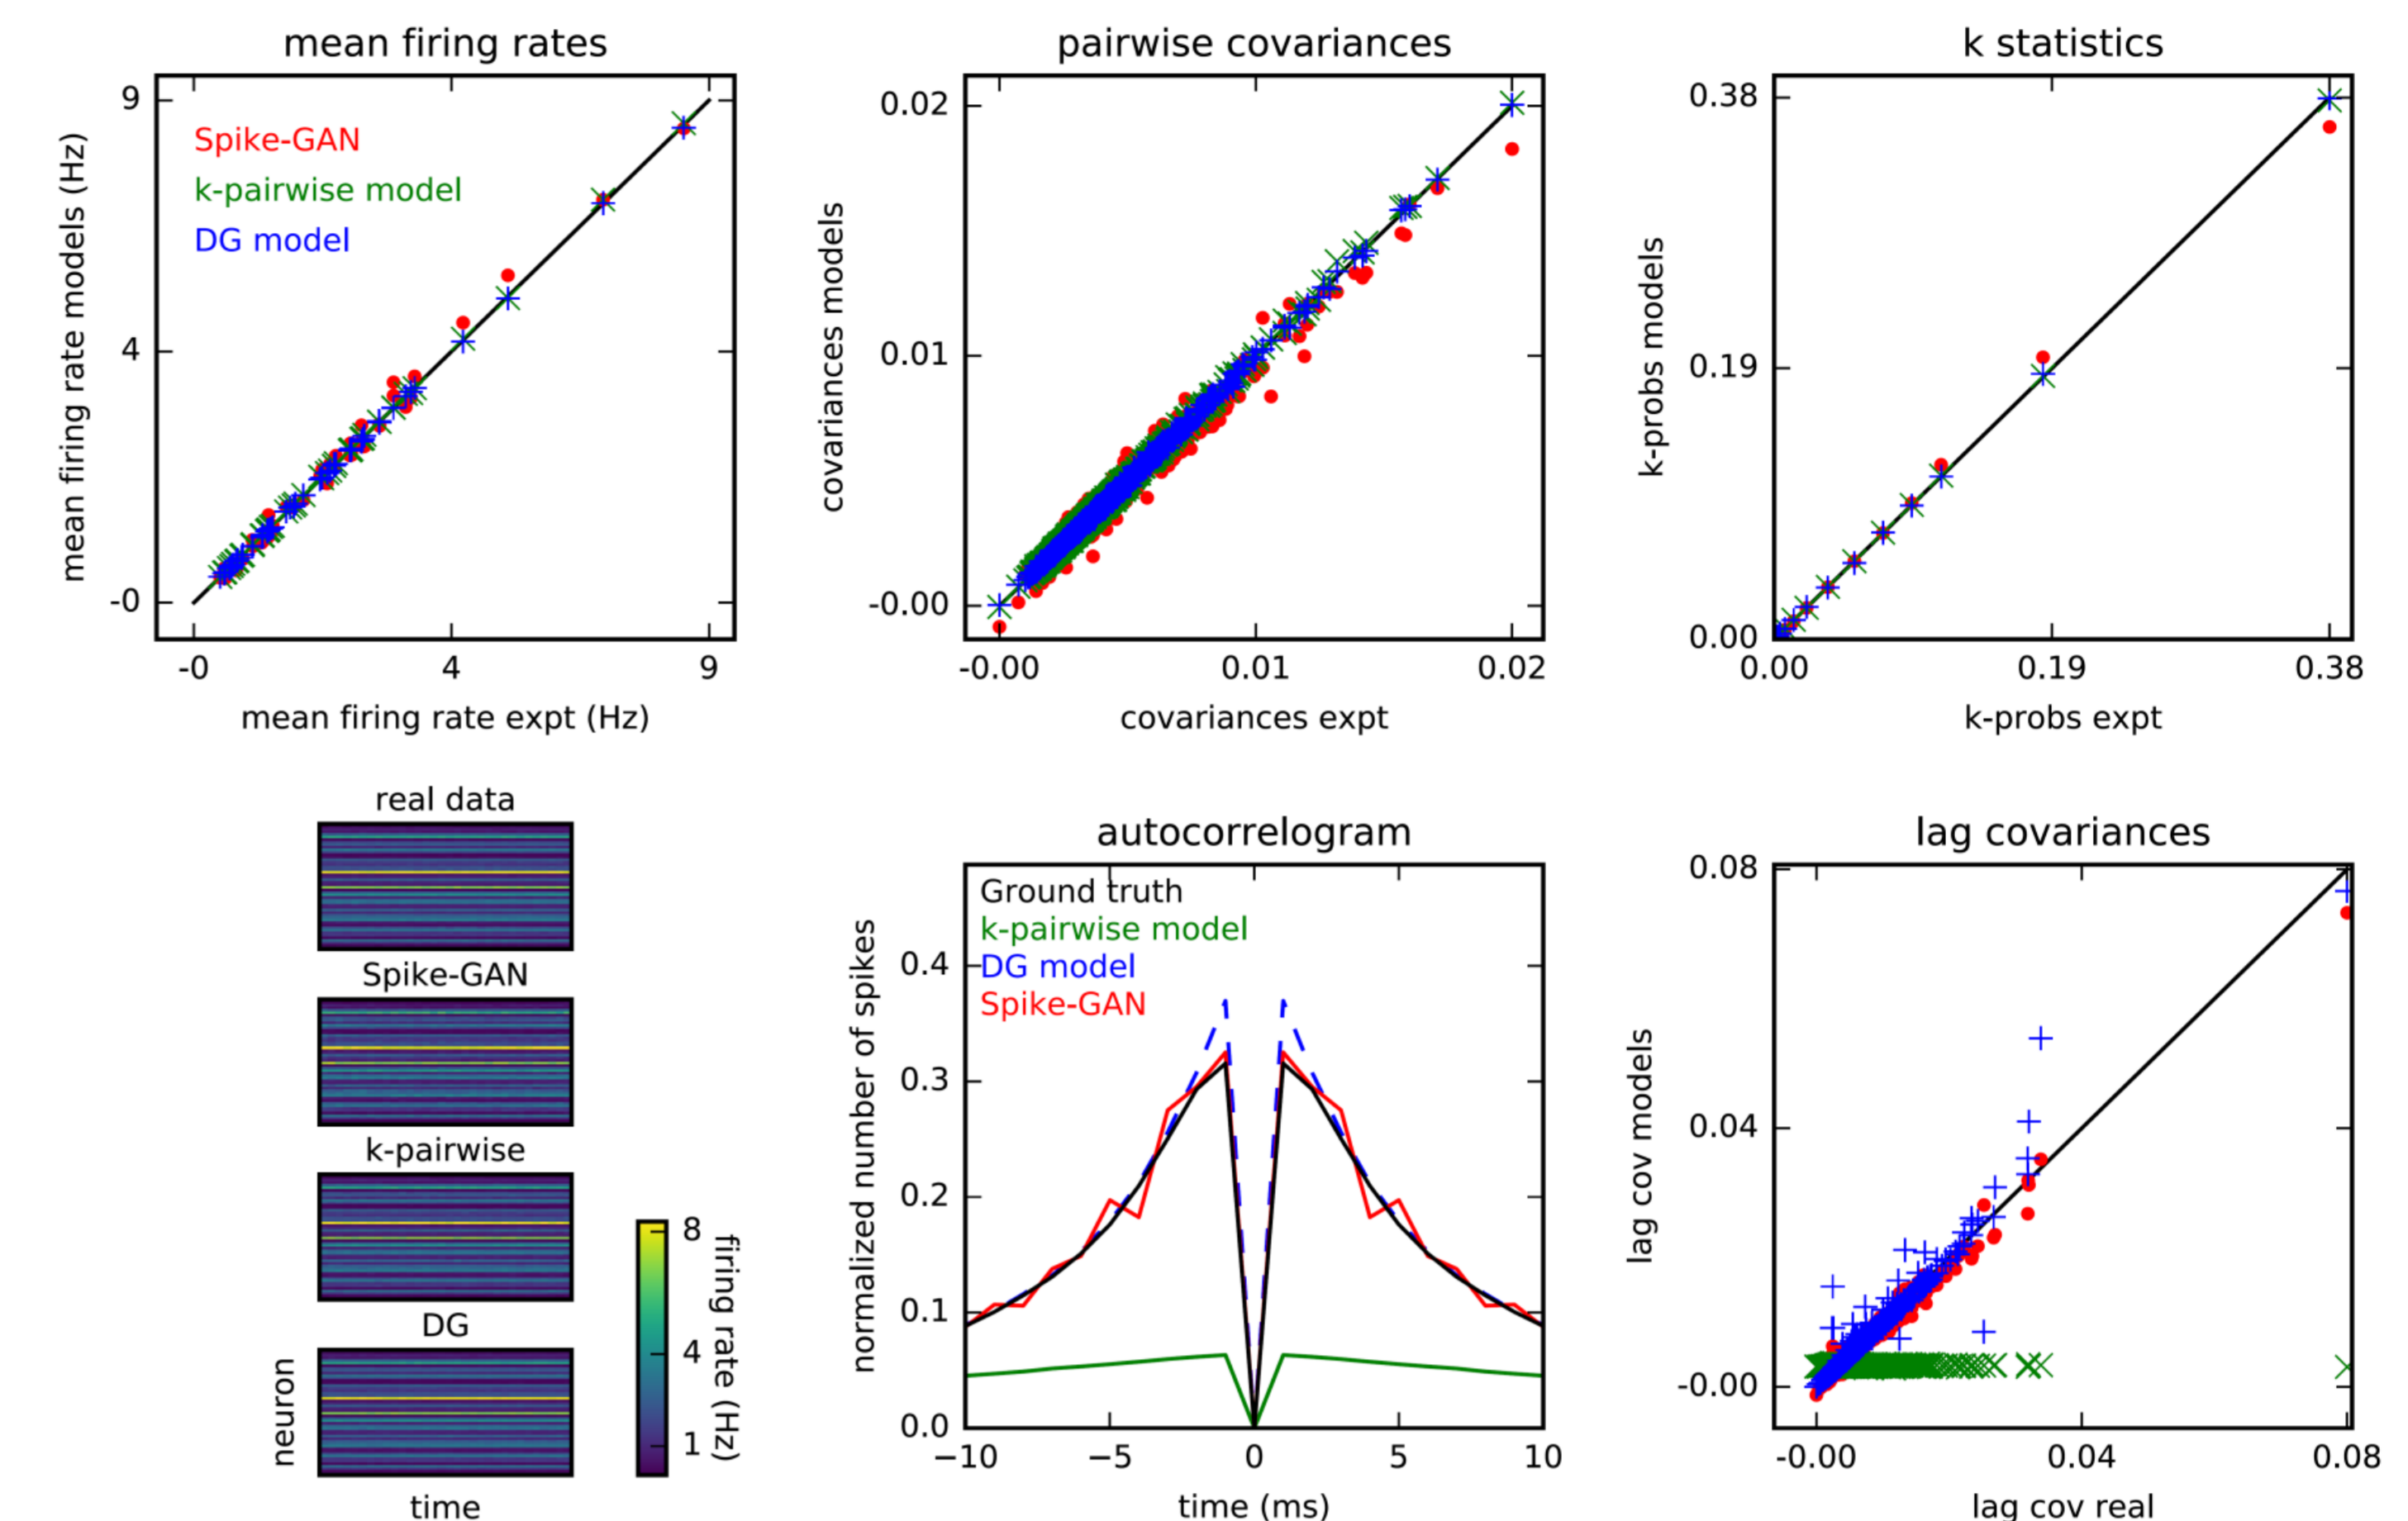 mean firing rates
mean firing rate models (Hz)
9
4
-0
Spike-GAN
k-pairwise model
DG model
-0 4 9
mean firing rate expt (Hz)
pairwise covariances
covariances models
0.02
0.01
-0.00
-0.00 0.01 0.02
covariances expt
k statistics
k-probs models
0.38
0.19
0.00
0.00 0.19 0.38
k-probs expt
real data
Spike-GAN
k-pairwise
DG
neuron
time
8
4
1
firing rate (Hz)
autocorrelogram
normalized number of spikes
Ground truth
k-pairwise model
DG model
Spike-GAN
0.4
0.3
0.2
0.1
0.0
−10 −5 0 5 10
time (ms)
lag covariances
lag cov models
0.08
0.04
-0.00
-0.00 0.04 0.08
lag cov real